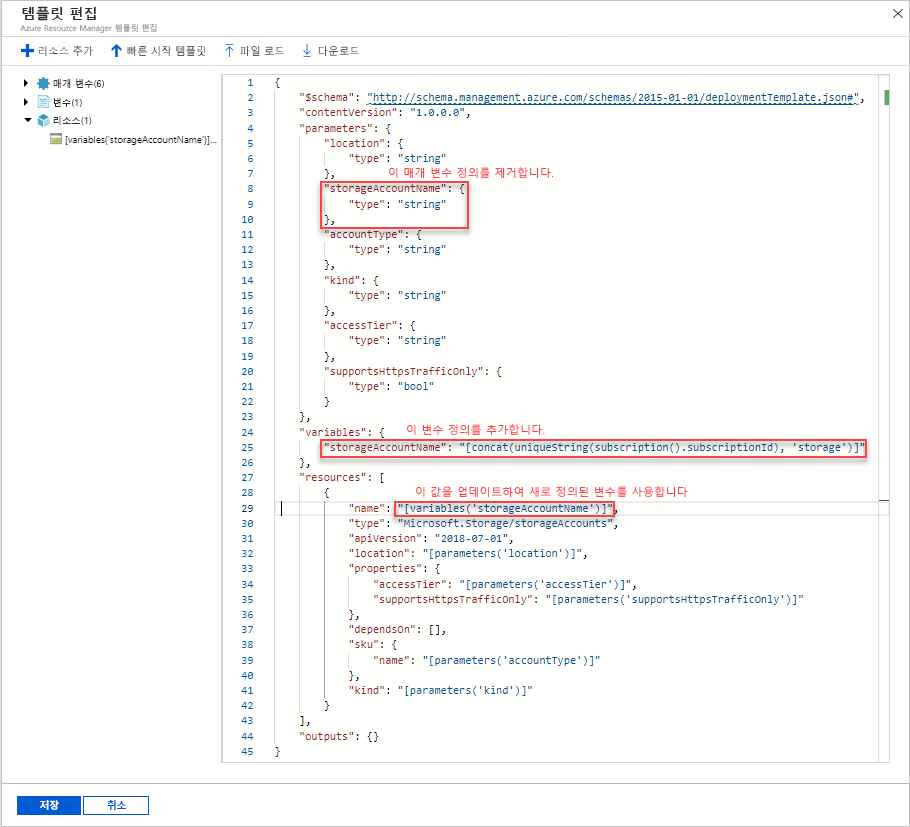 템플릿 편집
Azure Resource Manager 템플릿 편집
리소스 추가 빠른 시작 템플릿 파일 로드 다운로드
매개 변수(6)
변수(1)
리소스(1)
[variables('storageAccountName')]...
1 {
2 "$schema": "http://schema.management.azure.com/schemas/2015-01-01/deploymentTemplate.json#",
3 "contentVersion": "1.0.0.0",
4 "parameters": {
5 "location": {
6 "type": "string"
7 }, 이 매개 변수 정의를 제거합니다.
8 "storageAccountName": {
9 "type": "string"
10 },
11 "accountType": {
12 "type": "string"
13 },
14 "kind": {
15 "type": "string"
16 },
17 "accessTier": {
18 "type": "string"
19 },
20 "supportsHttpsTrafficOnly": {
21 "type": "bool"
22 }
23 },
24 "variables": { 이 변수 정의를 추가합니다.
25 "storageAccountName": "[concat(uniqueString(subscription().subscriptionId), 'storage')]"
26 },
27 "resources": [
28 { 이 값을 업데이트하여 새로 정의된 변수를 사용합니다
29 "name": "[variables('storageAccountName')]",
30 "type": "Microsoft.Storage/storageAccounts",
31 "apiVersion": "2018-07-01",
32 "location": "[parameters('location')]",
33 "properties": {
34 "accessTier": "[parameters('accessTier')]",
35 "supportsHttpsTrafficOnly": "[parameters('supportsHttpsTrafficOnly')]"
36 },
37 "dependsOn": [],
38 "sku": {
39 "name": "[parameters('accountType')]"
40 },
41 "kind": "[parameters('kind')]"
42 }
43 ],
44 "outputs": {}
45 }
저장 취소